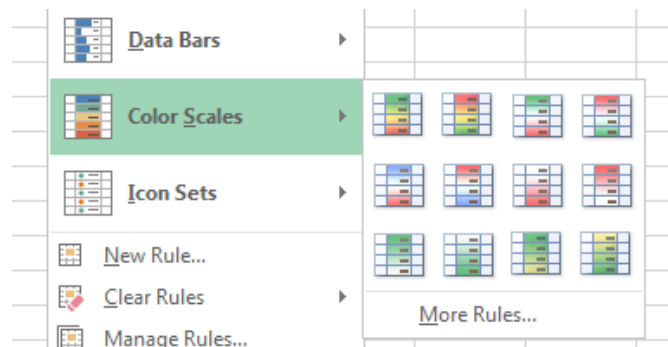 Data Bars
Color Scales
Icon Sets
New Rule...
Clear Rules
Manage Rules...
More Rules...